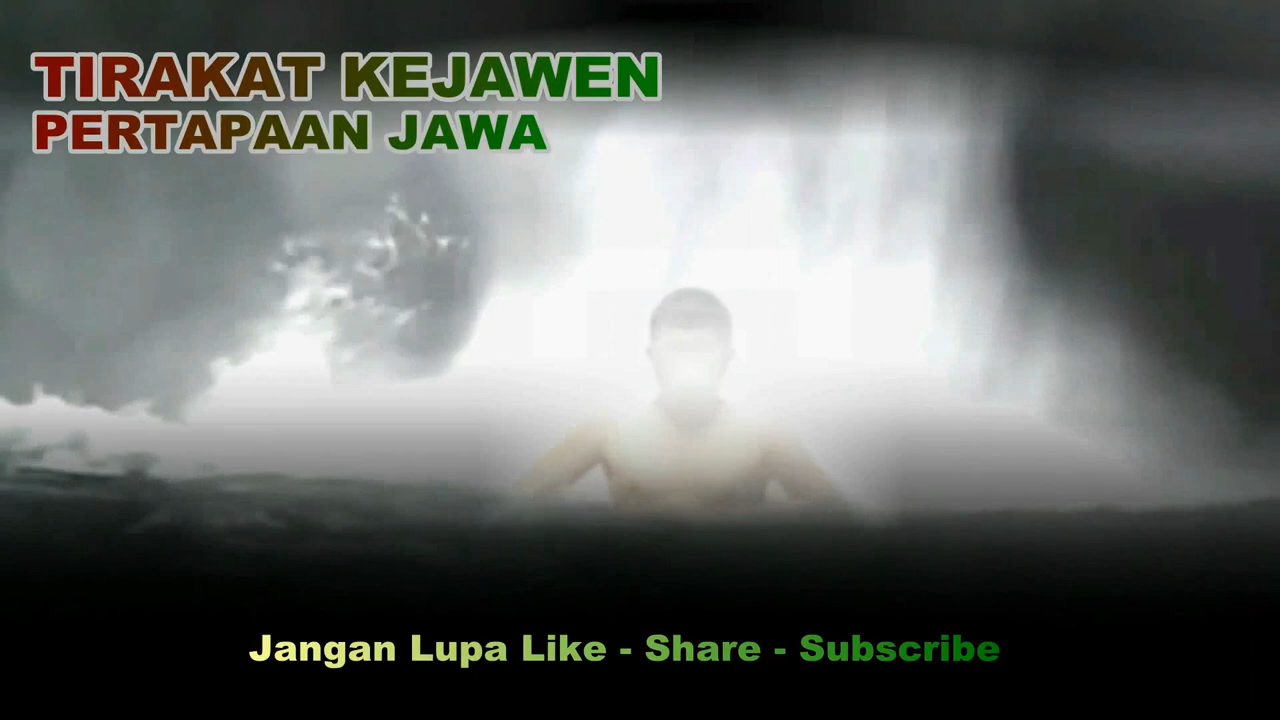 TIRAKAT KEJAWEN
PERTAPAAN JAWA
Jangan Lupa Like - Share - Subscribe